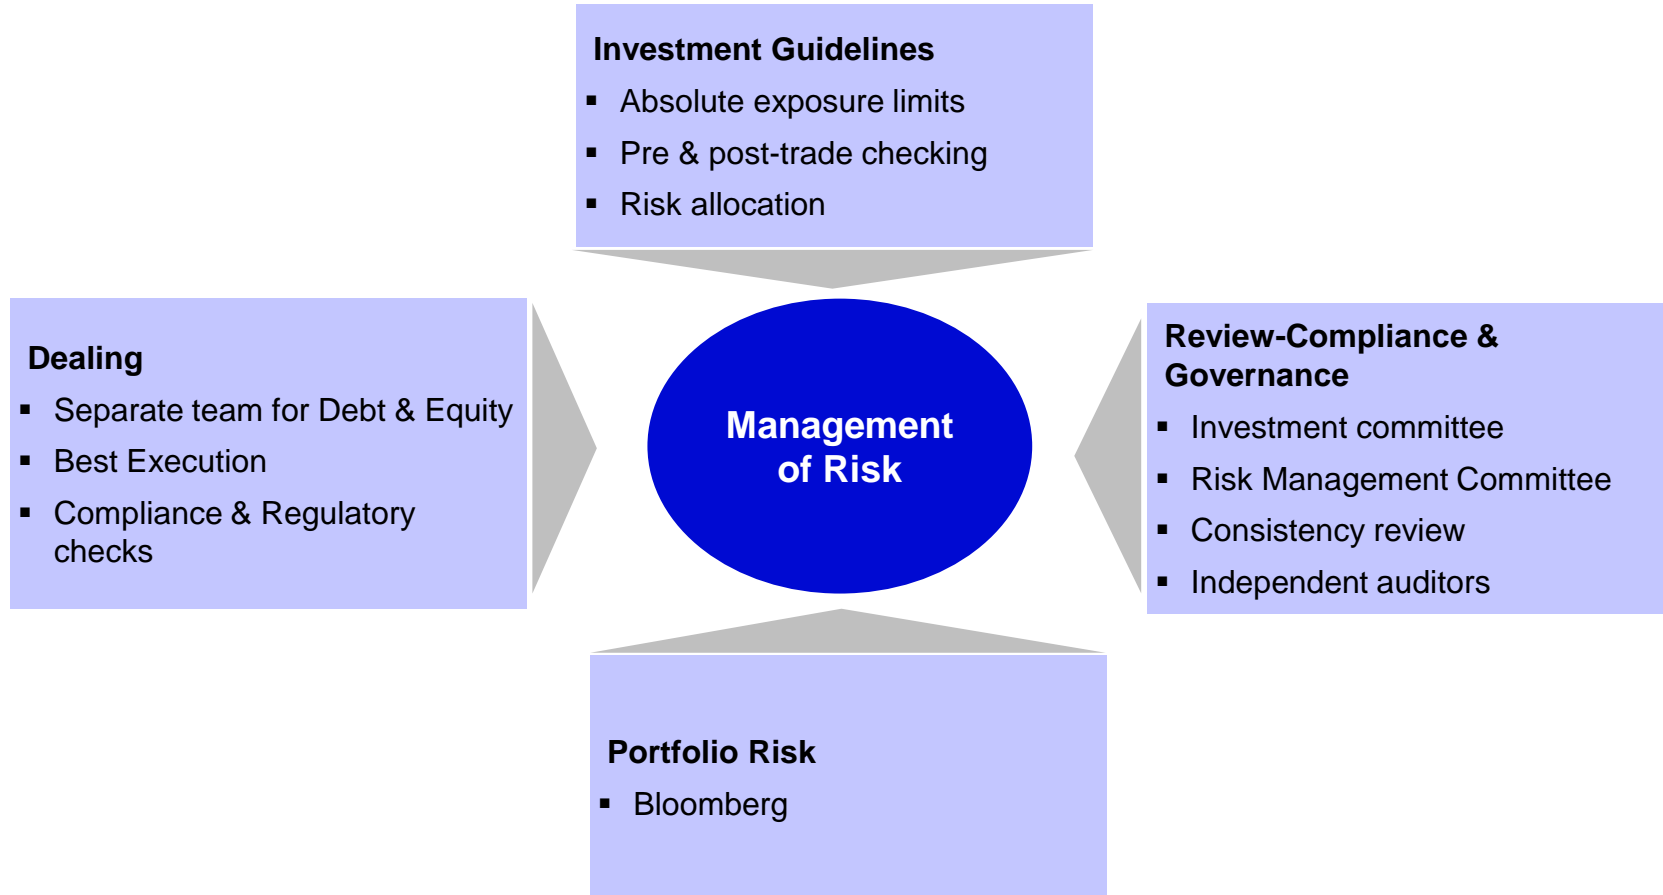 Investment Guidelines
▪ Absolute exposure limits
▪ Pre & post-trade checking
▪ Risk allocation
Dealing
▪ Separate team for Debt & Equity
▪ Best Execution
▪ Compliance & Regulatory
checks
Management
of Risk
Review-Compliance &
Governance
▪ Investment committee
▪ Risk Management Committee
▪ Consistency review
▪ Independent auditors
Portfolio Risk
▪ Bloomberg